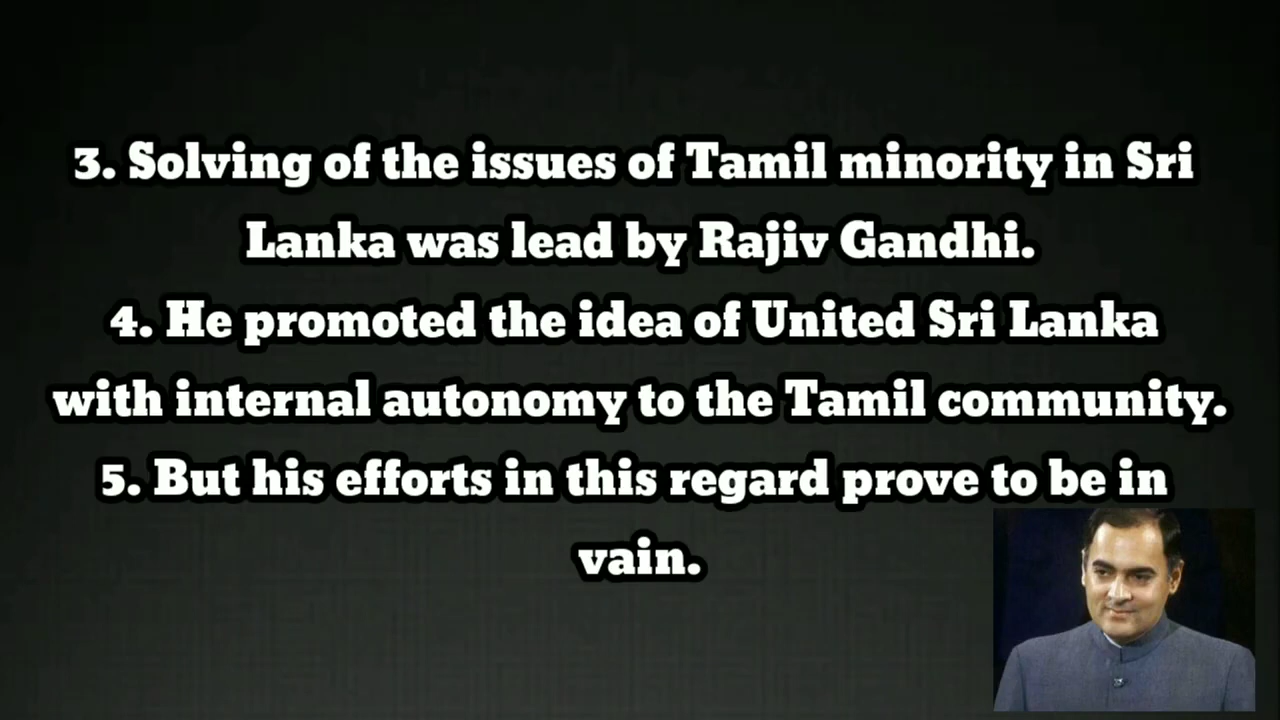 3. Solving of the issues of Tamil minority in Sri
Lanka was lead by Rajiv Gandhi.
4. He promoted the idea of United Sri Lanka
with internal autonomy to the Tamil community.
5. But his efforts in this regard prove to be in
vain.